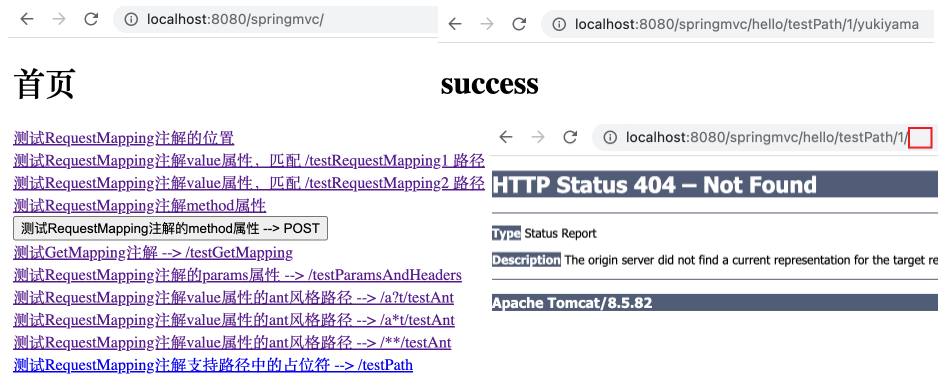 localhost:8080/springmvc/
首页
测试RequestMapping注解的位置
测试RequestMapping注解value属性，匹配 /testRequestMapping1 路径
测试RequestMapping注解value属性，匹配 /testRequestMapping2 路径
测试RequestMapping注解method属性
测试RequestMapping注解的method属性 --> POST
测试GetMapping注解 --> /testGetMapping
测试RequestMapping注解的params属性 --> /testParamsAndHeaders
测试RequestMapping注解value属性的ant风格路径 --> /a?t/testAnt
测试RequestMapping注解value属性的ant风格路径 --> /a*t/testAnt
测试RequestMapping注解value属性的ant风格路径 --> /**/testAnt
测试RequestMapping注解支持路径中的占位符 --> /testPath
localhost:8080/springmvc/hello/testPath/1/yukiyama
success
localhost:8080/springmvc/hello/testPath/1/
HTTP Status 404 – Not Found
Type Status Report
Description The origin server did not find a current representation for the target re
Apache Tomcat/8.5.82